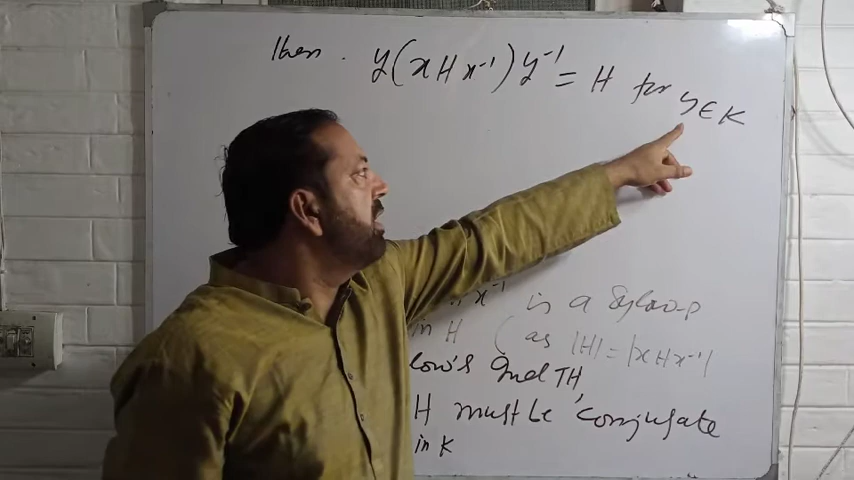 then. y(xHx⁻¹)y⁻¹ = H for y∈K
x⁻¹ is a Sylow-p
in H (as |H|=|xHx⁻¹|
low's 2nd TH,
H must be conjugate
in K